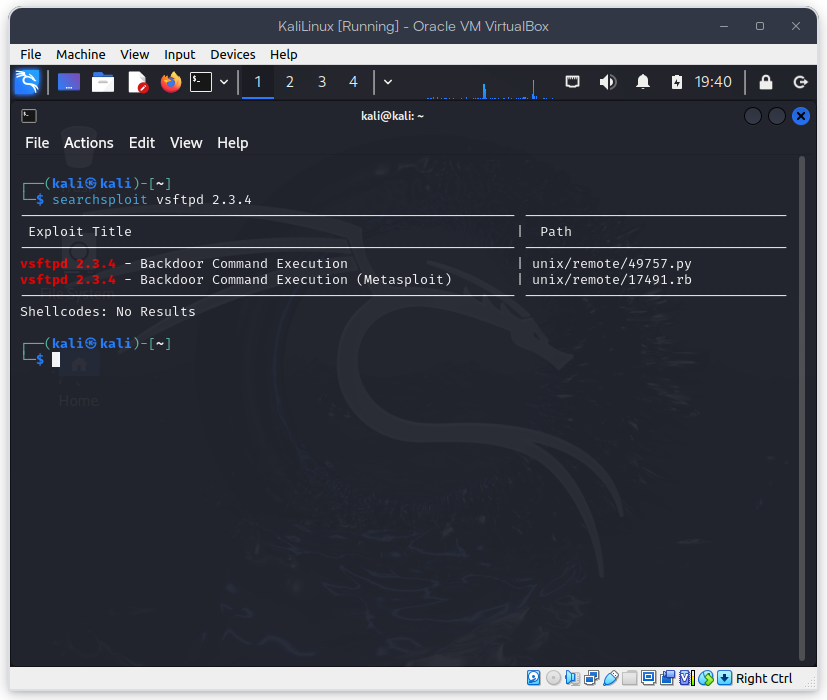 KaliLinux [Running] - Oracle VM VirtualBox
File Machine View Input Devices Help
1 2 3 4 19:40
kali@kali: ~
File Actions Edit View Help
┌──(kali㉿kali)-[~]
└─$ searchsploit vsftpd 2.3.4
Exploit Title | Path
vsftpd 2.3.4 - Backdoor Command Execution | unix/remote/49757.py
vsftpd 2.3.4 - Backdoor Command Execution (Metasploit) | unix/remote/17491.rb
File System
Shellcodes: No Results
┌──(kali㉿kali)-[~]
└─$
Home
Right Ctrl